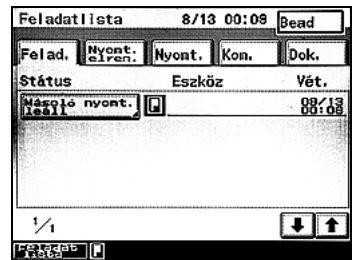 Feladatlista 8/13 00:09 Bead
Felad. Nyomt. elren. Nyomt. Kom. Dok.
Státus Eszköz Vét.
Másoló nyomt. leáll 08/13 00:08
1/1
Feladat lista